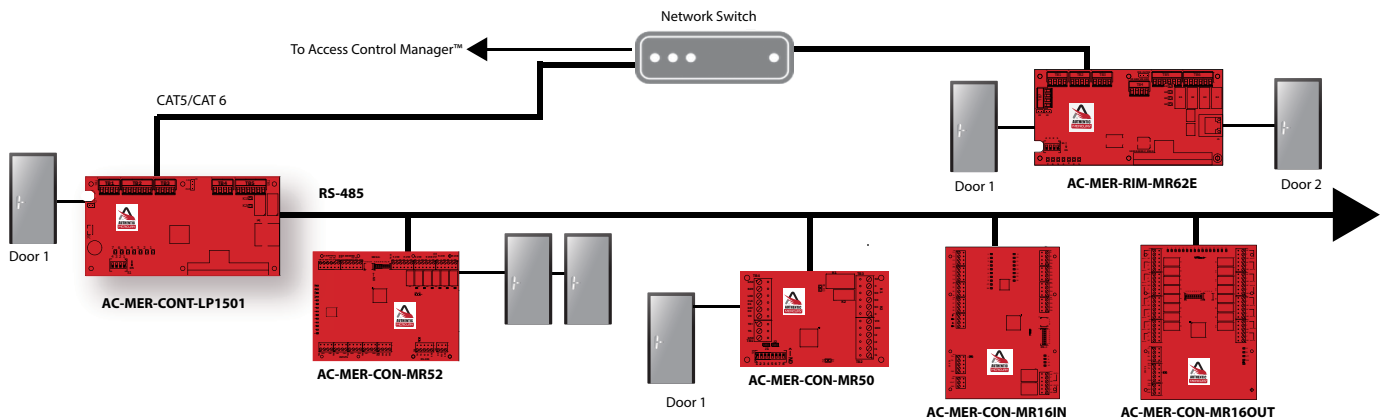 Network Switch
To Access Control Manager™
CAT5/CAT 6
Door 1
AC-MER-CONT-LP1501
RS-485
AC-MER-CON-MR52
Door 1
AC-MER-CON-MR50
Door 1
AC-MER-RIM-MR62E
Door 2
AC-MER-CON-MR16IN
AC-MER-CON-MR16OUT
AUTHENTIC
MERCURY